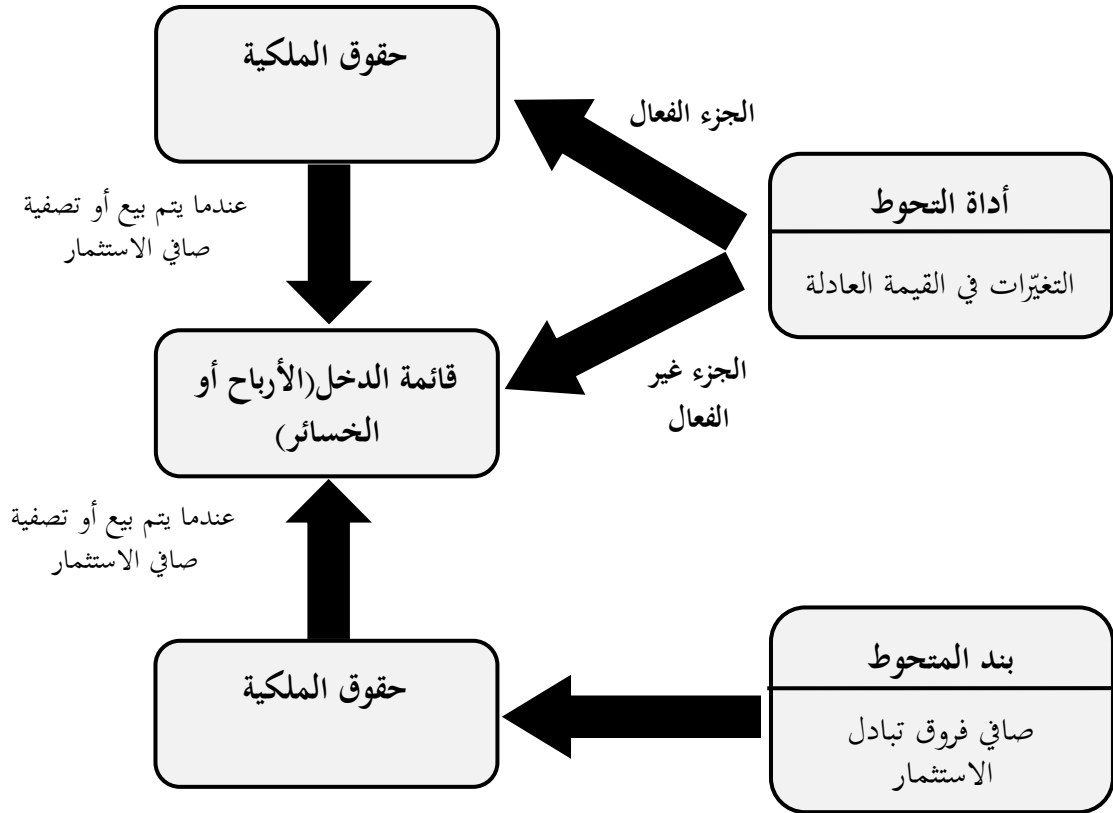 حقوق الملكية
الجزء الفعال
أداة التحوط
التغيّرات في القيمة العادلة
عندما يتم بيع أو تصفية
صافي الاستثمار
قائمة الدخل(الأرباح أو
الخسائر)
الجزء غير
الفعال
عندما يتم بيع أو تصفية
صافي الاستثمار
حقوق الملكية
بند المتحوط
صافي فروق تبادل
الاستثمار